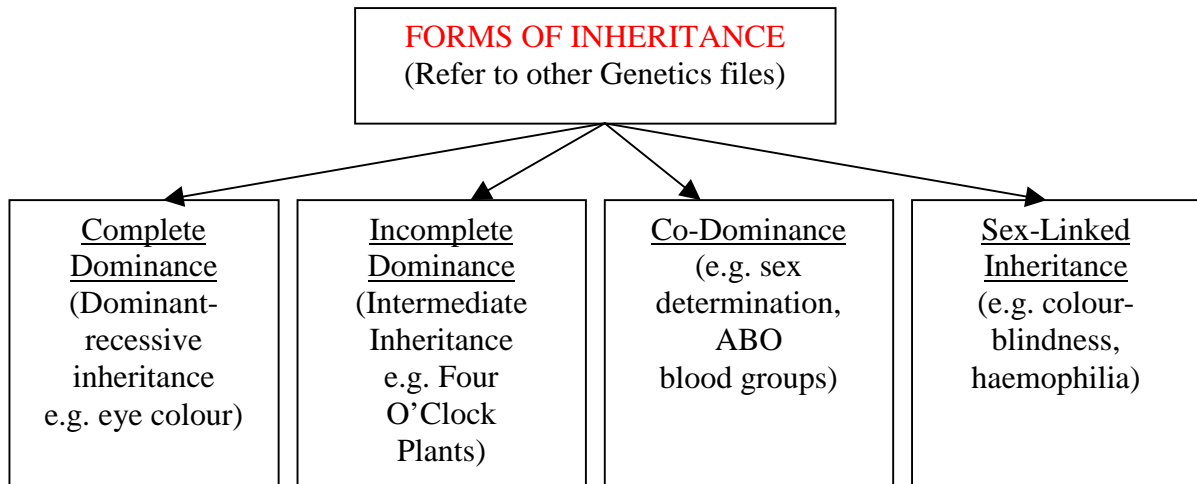 FORMS OF INHERITANCE
(Refer to other Genetics files)
Complete
Dominance
(Dominant-
recessive
inheritance
e.g. eye colour)
Incomplete
Dominance
(Intermediate
Inheritance
e.g. Four
O’Clock
Plants)
Co-Dominance
(e.g. sex
determination,
ABO
blood groups)
Sex-Linked
Inheritance
(e.g. colour-
blindness,
haemophilia)